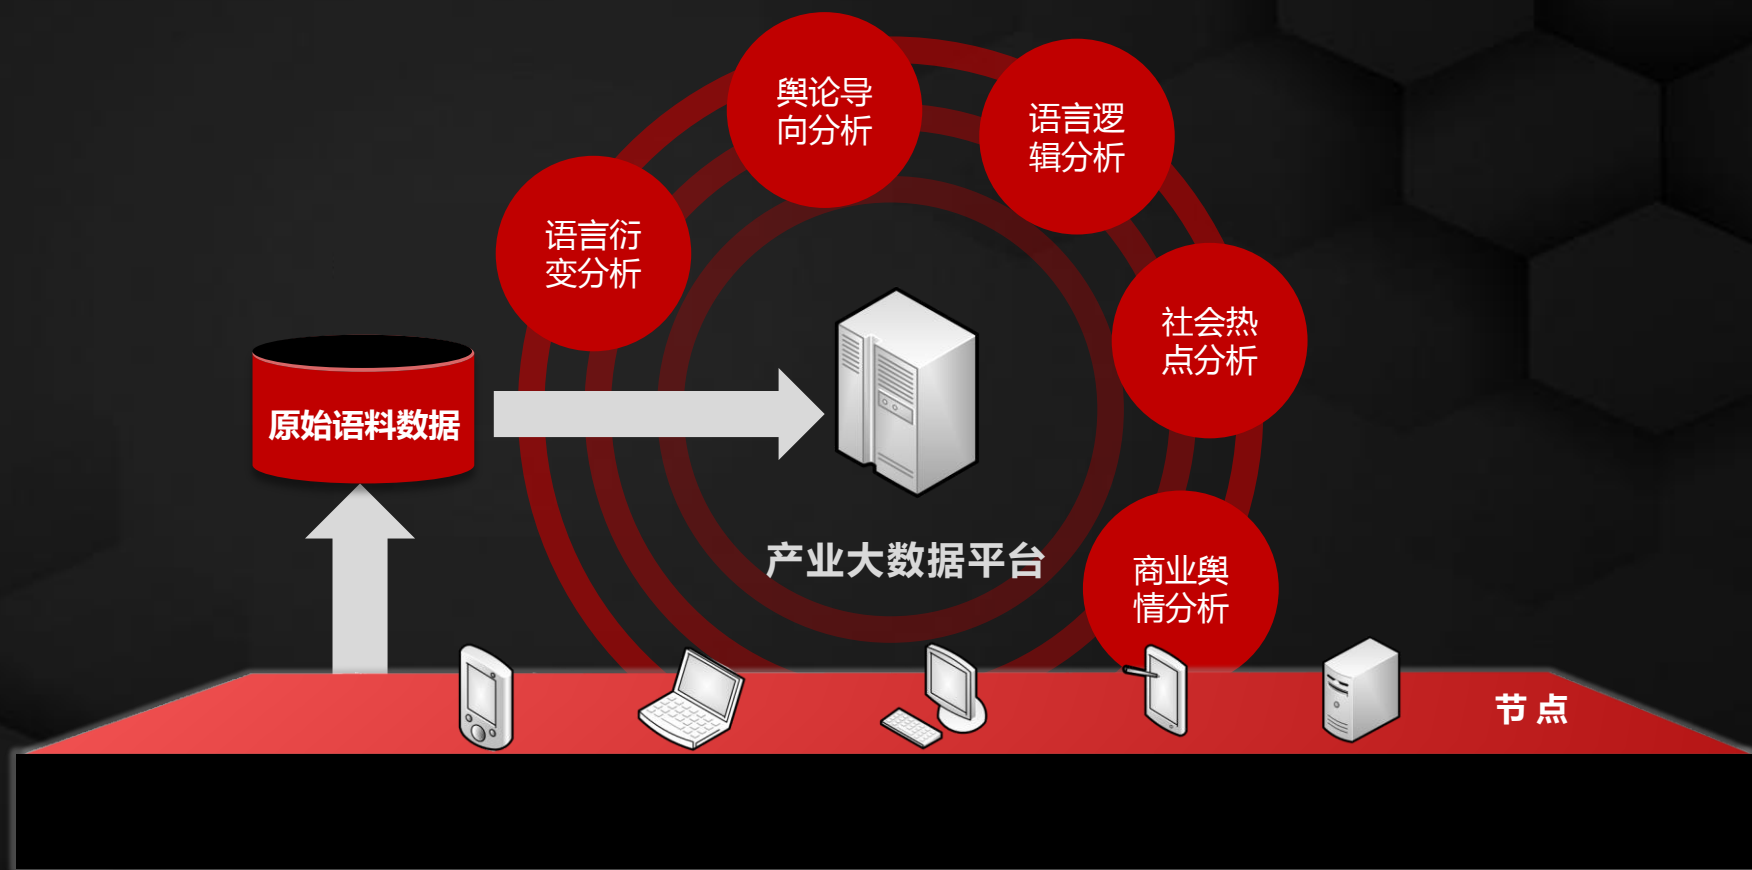 舆论导
向分析
语言逻
辑分析
语言衍
变分析
社会热
点分析
原始语料数据
产业大数据平台
商业舆
情分析
节点